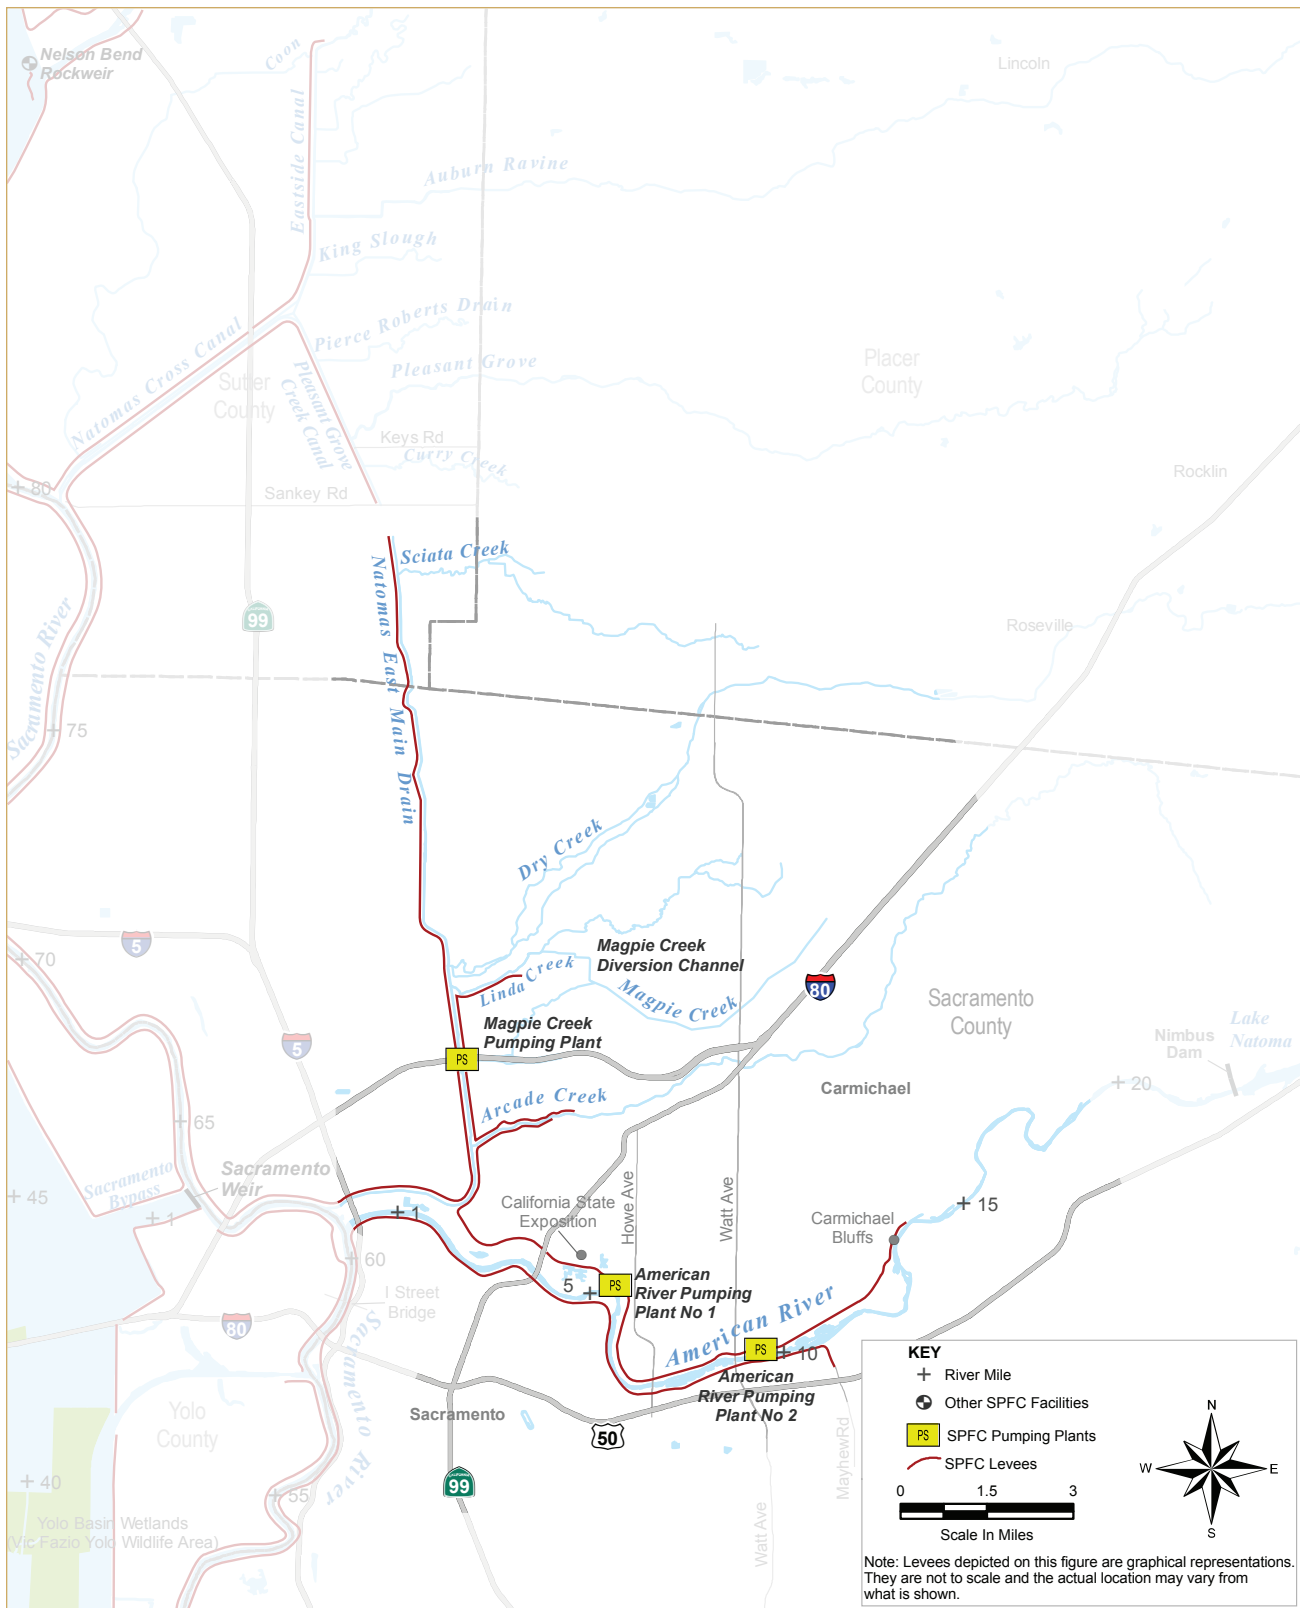 Nelson Bend
Rockweir
Coon
Lincoln
Eastside Canal
Auburn Ravine
King Slough
Pierce Roberts Drain
Natomas Cross Canal
Pleasant Grove
Sutter
County
Pleasant Grove
Creek Canal
Placer
County
Keys Rd
Curry Creek
Rocklin
80
Sankey Rd
Sciata Creek
Natomas East Main Drain
99
Sacramento River
Roseville
75
Dry Creek
5
70
Magpie Creek
Diversion Channel
Linda Creek
Magpie Creek
80
Sacramento
County
Magpie Creek
Pumping Plant
5
PS
Nimbus
Dam
Lake
Natoma
20
Carmichael
Arcade Creek
65
Sacramento
Weir
Sacramento
Bypass
45
1
1
California State
Exposition
Howe Ave
Watt Ave
Carmichael
Bluffs
15
60
I Street
Bridge
5
PS
American
River Pumping
Plant No 1
American River
80
Sacramento River
PS
10
American
River Pumping
Plant No 2
Sacramento
Yolo
County
50
MayhewRd
40
55
CALIFORNIA
99
Watt Ave
Yolo Basin Wetlands
(Vic Fazio Yolo Wildlife Area)
KEY
River Mile
Other SPFC Facilities
PS SPFC Pumping Plants
SPFC Levees
0 1.5 3
Scale In Miles
N
W E
S
Note: Levees depicted on this figure are graphical representations.
They are not to scale and the actual location may vary from
what is shown.